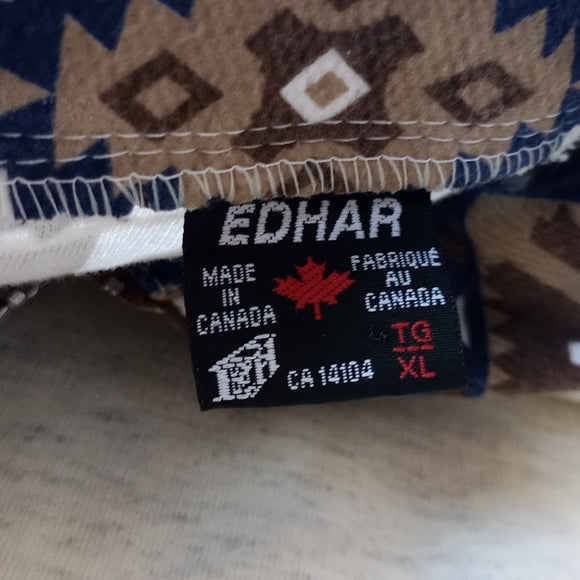 EDHAR
MADE
IN
CANADA
FABRIQUÉ
AU
CANADA
CA 14104
TG
XL